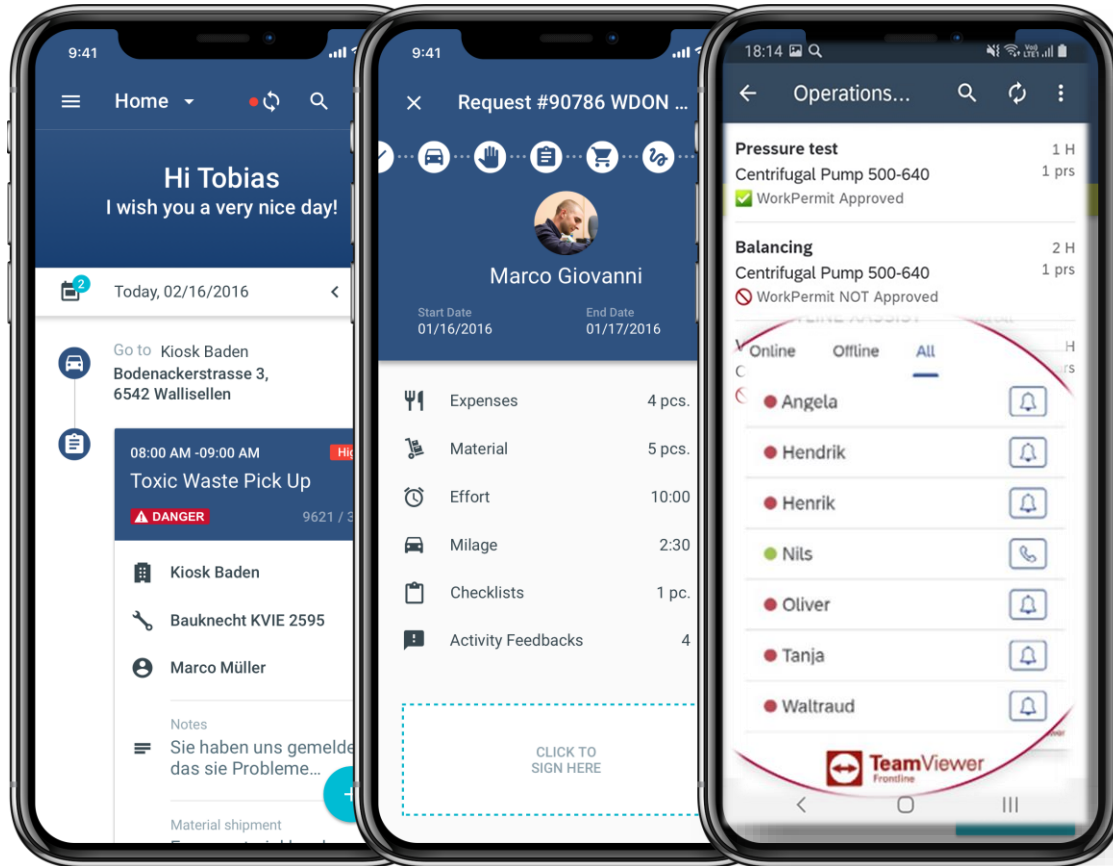 9:41
Home
Hi Tobias
I wish you a very nice day!
2
Today, 02/16/2016
Go to Kiosk Baden
Bodenackerstrasse 3,
6542 Wallisellen
08:00 AM -09:00 AM
Toxic Waste Pick Up
DANGER
9621 /
Kiosk Baden
Bauknecht KVIE 2595
Marco Müller
Notes
Sie haben uns gemelde
das sie Probleme...
Material shipment
9:41
Request #90786 WDON ...
Marco Giovanni
Start Date
End Date
01/16/2016
01/17/2016
Expenses 4 pcs.
Material 5 pcs.
Effort 10:00
Milage 2:30
Checklists 1 pc.
Activity Feedbacks 4
CLICK TO
SIGN HERE
18:14
Operations...
Pressure test 1 H
Centrifugal Pump 500-640 1 prs
WorkPermit Approved
Balancing 2 H
Centrifugal Pump 500-640 1 prs
WorkPermit NOT Approved
H
Online Offline All
Angela
Hendrik
Henrik
Nils
Oliver
Tanja
Waltraud
TeamViewer
Frontline